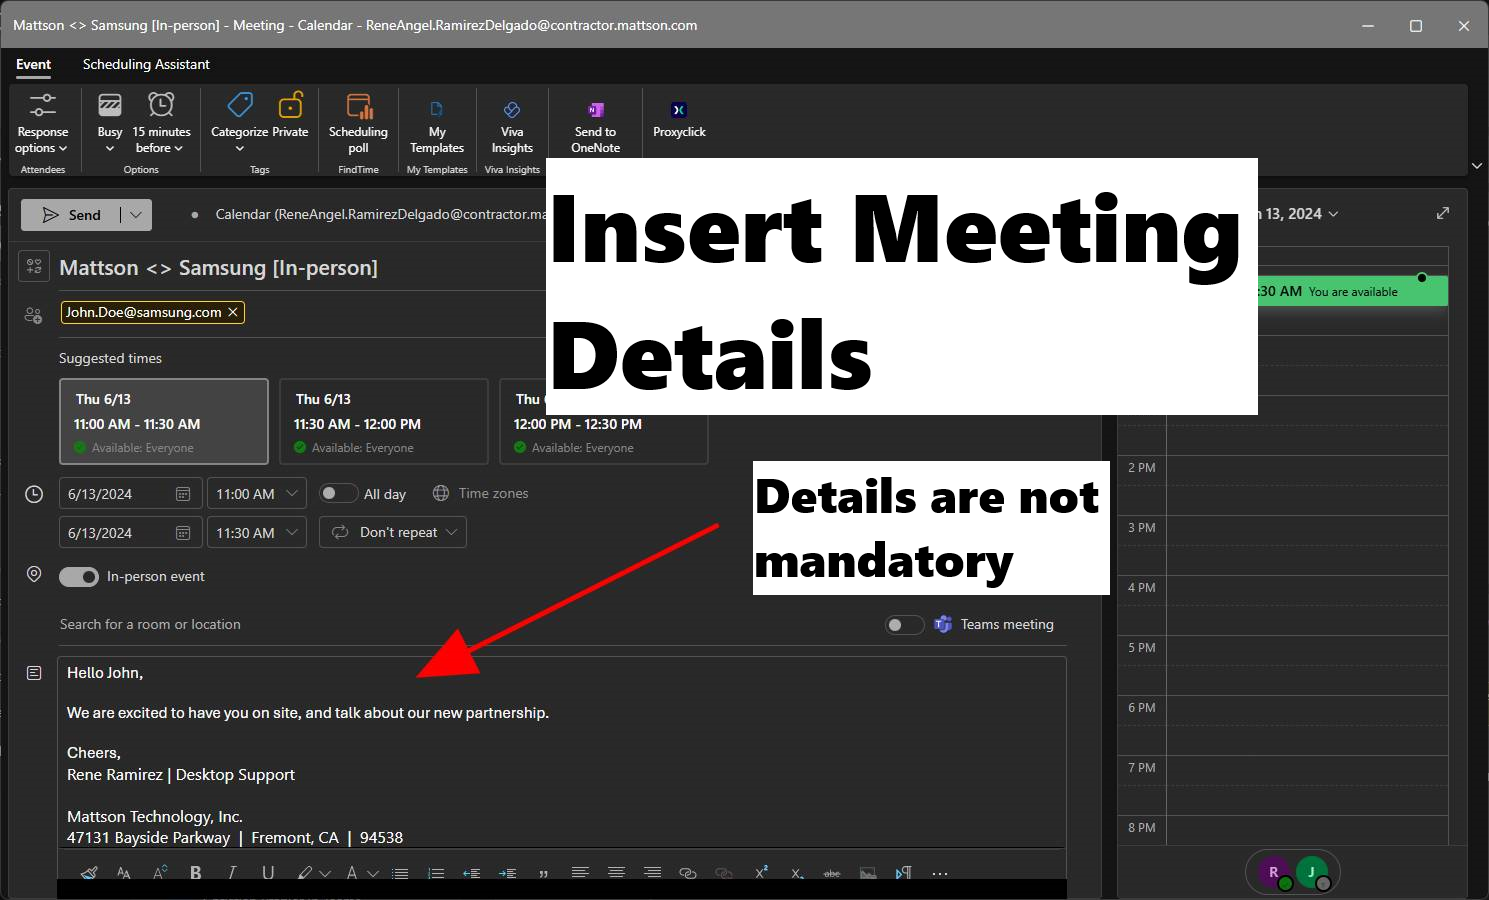 Mattson <> Samsung [In-person] - Meeting - Calendar - ReneAngel.RamirezDelgado@contractor.mattson.com
Event
Scheduling Assistant
Response options
Busy
15 minutes before
Categorize
Private
Scheduling poll
My Templates
Viva Insights
Send to OneNote
Proxyclick
Attendees
Options
Tags
FindTime
My Templates
Viva Insights
Insert Meeting
Details
Send
Calendar (ReneAngel.RamirezDelgado@contractor.ma
13, 2024
Mattson <> Samsung [In-person]
:30 AM You are available
John.Doe@samsung.com
Suggested times
Thu 6/13
11:00 AM - 11:30 AM
Available: Everyone
Thu 6/13
11:30 AM - 12:00 PM
Available: Everyone
Thu
12:00 PM - 12:30 PM
Available: Everyone
Details are not
mandatory
6/13/2024
11:00 AM
All day
Time zones
6/13/2024
11:30 AM
Don't repeat
In-person event
Search for a room or location
Teams meeting
Hello John,
We are excited to have you on site, and talk about our new partnership.
Cheers,
Rene Ramirez | Desktop Support
Mattson Technology, Inc.
47131 Bayside Parkway | Fremont, CA | 94538
2 PM
3 PM
4 PM
5 PM
6 PM
7 PM
8 PM
R
J